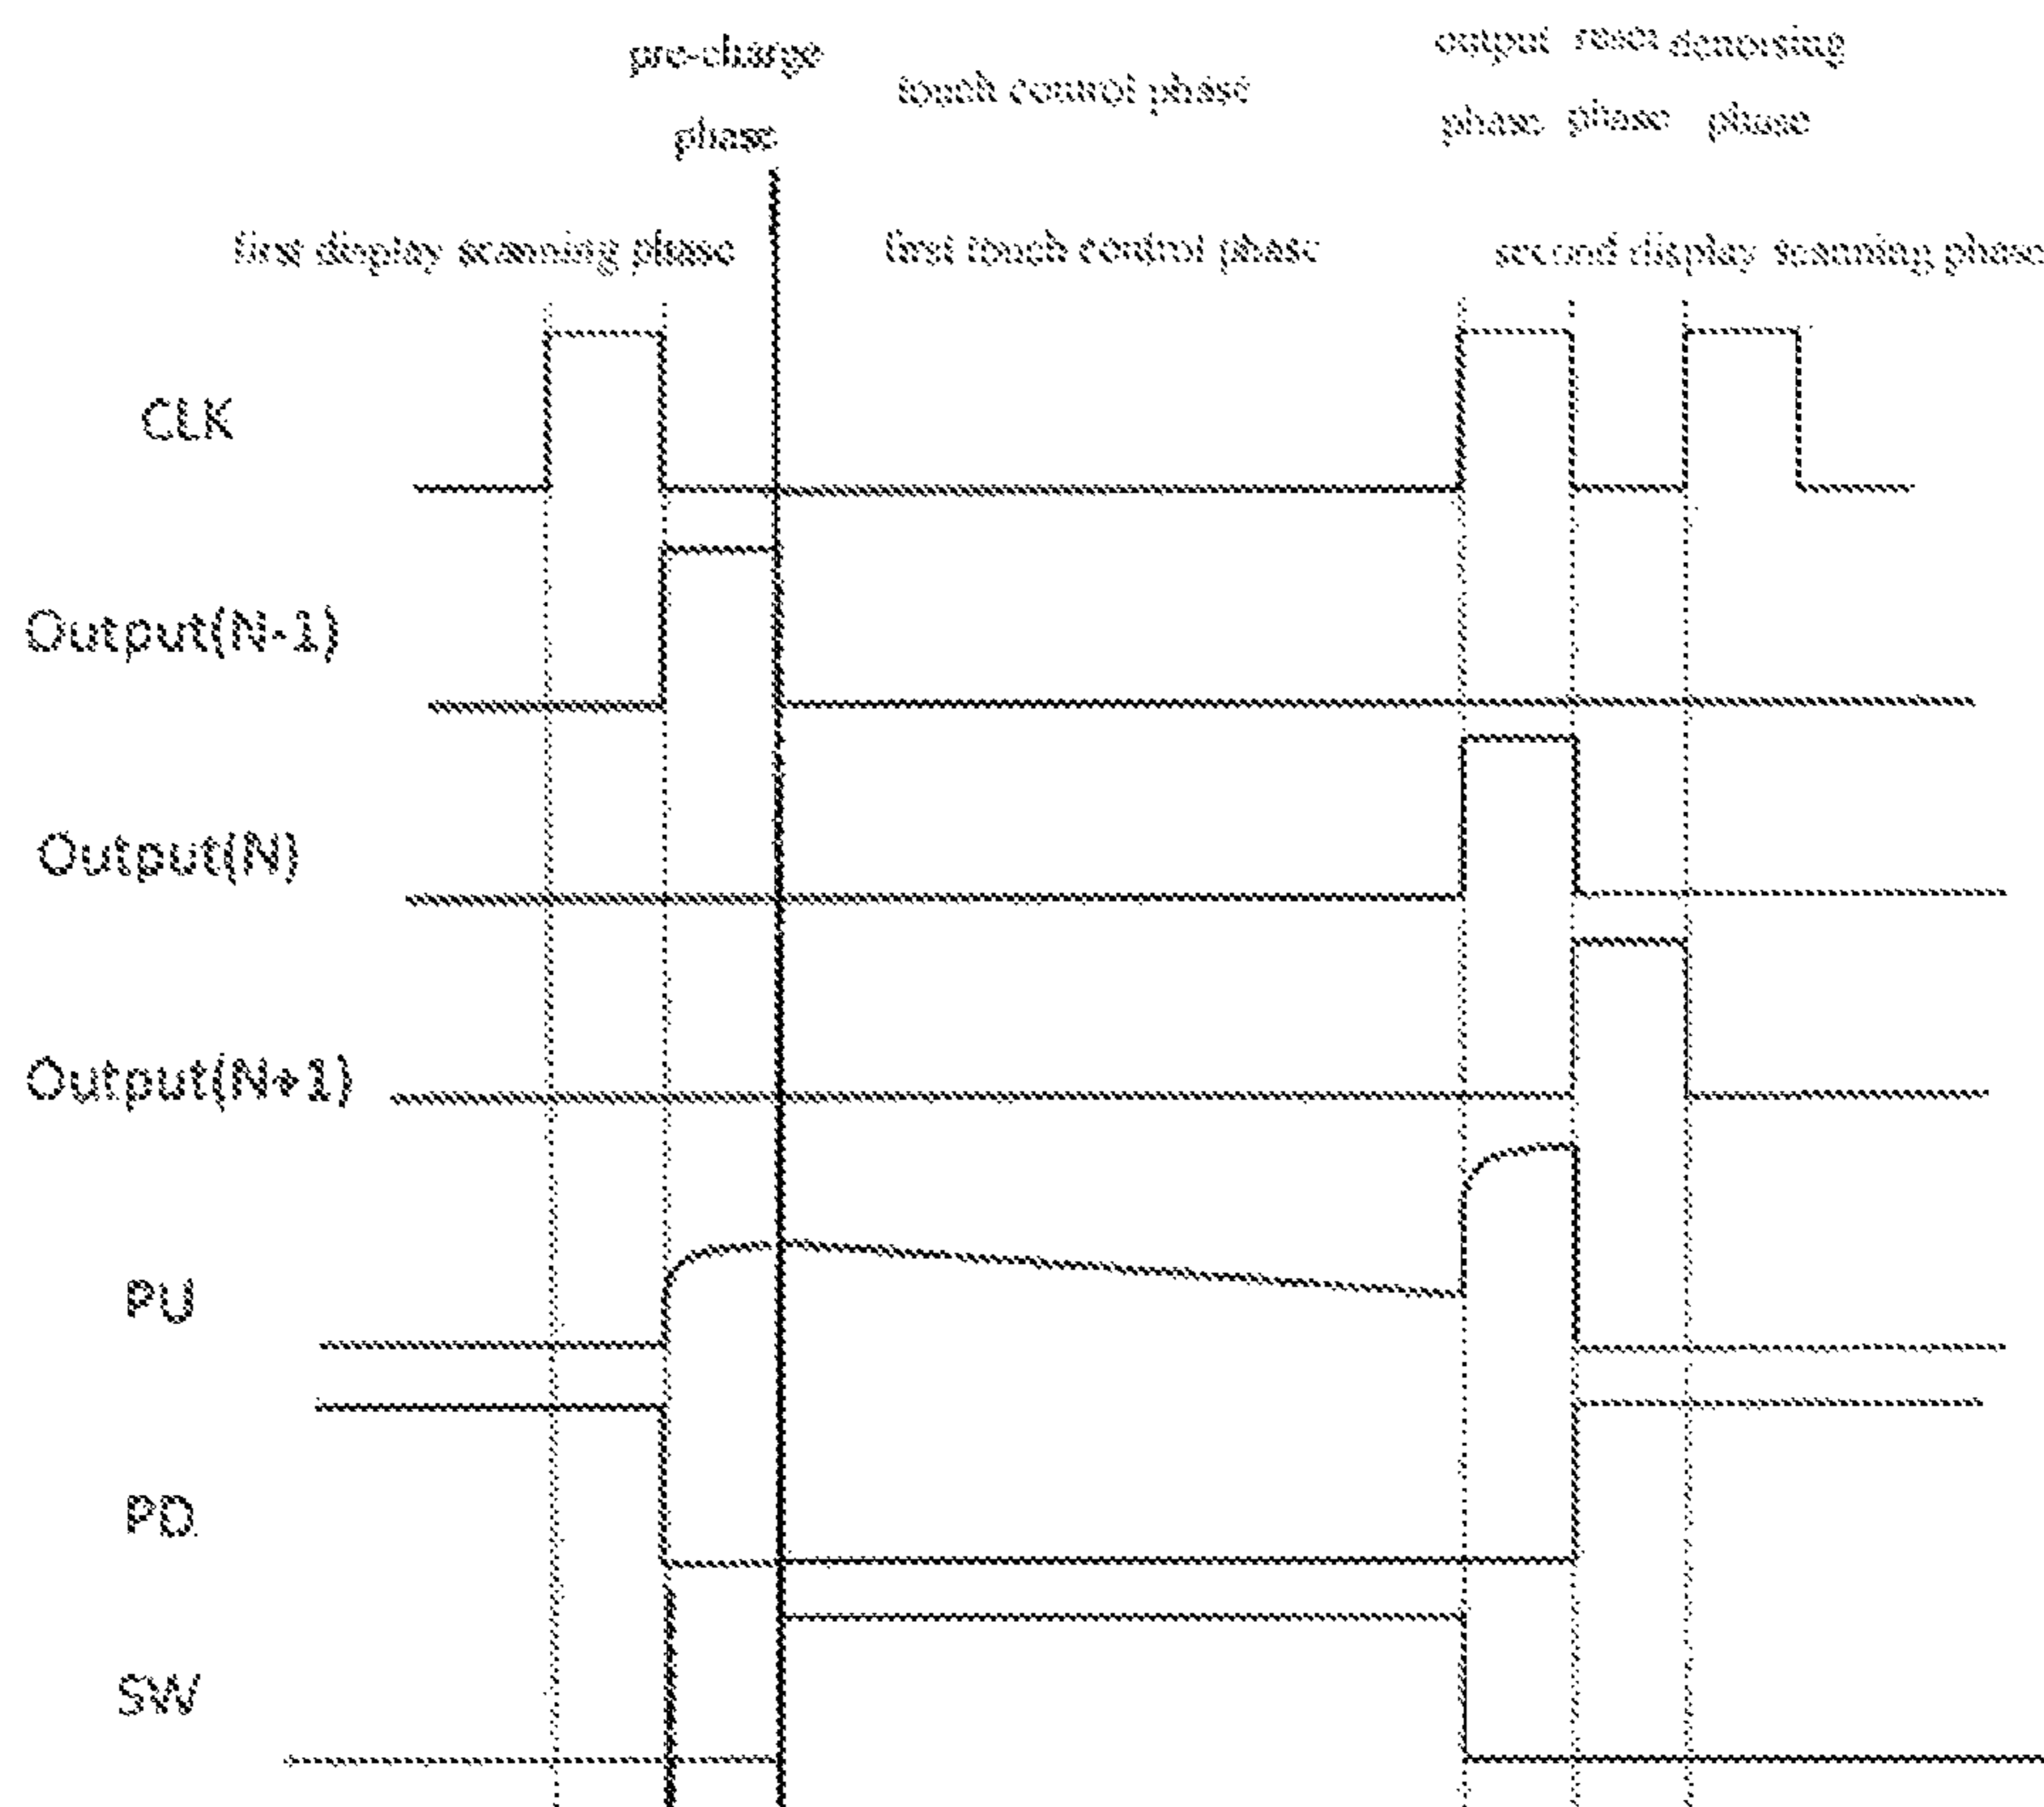 pre-charge
phase
touch control phase
output reset denoising
phase phase phase
first display scanning phase
first touch control phase
second display scanning phase
CLK
Output(N-1)
Output(N)
Output(N+1)
PU
PD
SW